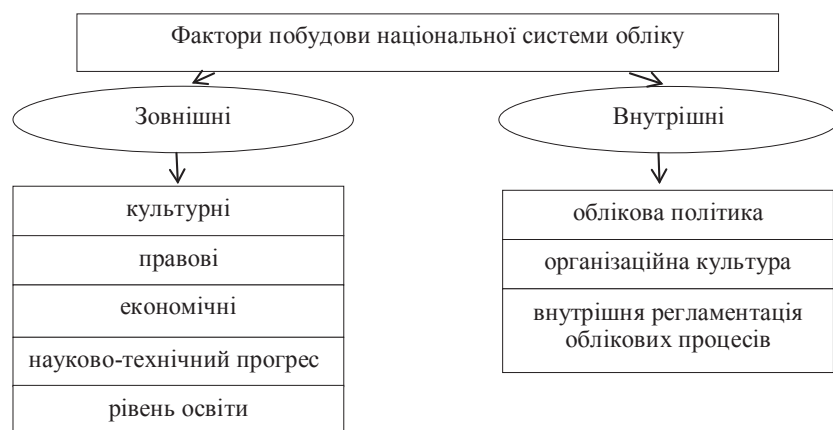 Фактори побудови національної системи обліку
Зовнішні
Внутрішні
культурні
правові
економічні
науково-технічний прогрес
рівень освіти
облікова політика
організаційна культура
внутрішня регламентація
облікових процесів